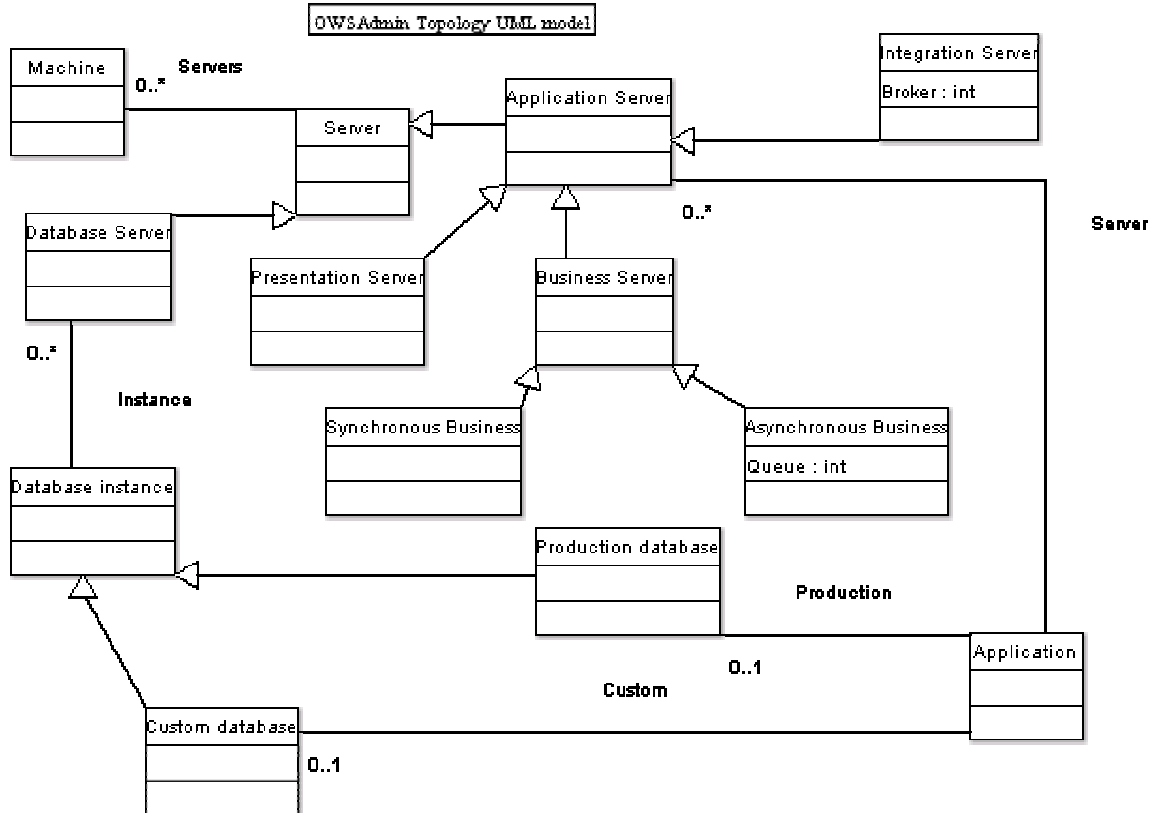 OWSAdmin Topology UML model
Machine
0..*
Servers
Server
Application Server
Integration Server
Broker : int
0..*
Server
Database Server
Presentation Server
Business Server
0..*
Instance
Synchronous Business
Asynchronous Business
Queue : int
Database instance
Production database
Production
0..1
Application
Custom
Custom database
0..1